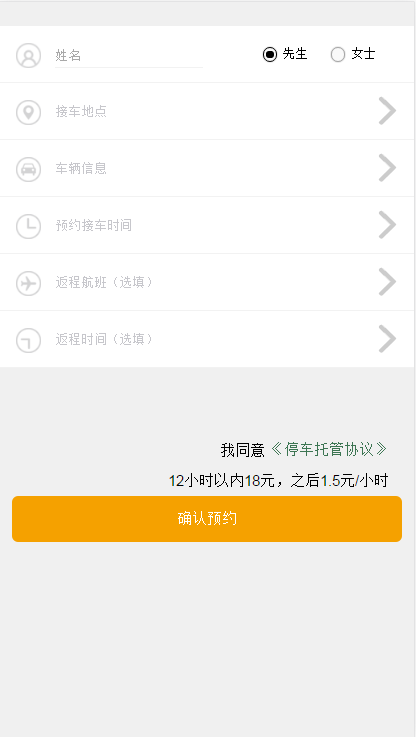 姓名 先生 女士
接车地点
车辆信息
预约接车时间
返程航班（选填）
返程时间（选填）
我同意《停车托管协议》
12小时以内18元，之后1.5元/小时
确认预约